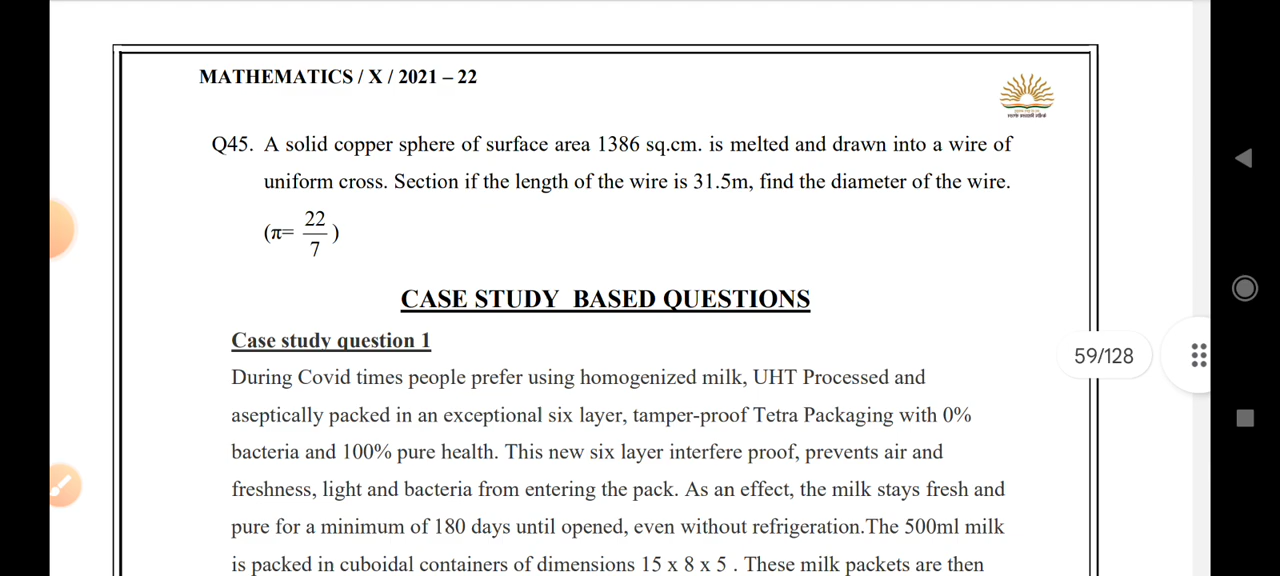 MATHEMATICS / X / 2021 – 22
Q45. A solid copper sphere of surface area 1386 sq.cm. is melted and drawn into a wire of
uniform cross. Section if the length of the wire is 31.5m, find the diameter of the wire.
(π= 22/7 )
CASE STUDY BASED QUESTIONS
Case study question 1
During Covid times people prefer using homogenized milk, UHT Processed and
aseptically packed in an exceptional six layer, tamper-proof Tetra Packaging with 0%
bacteria and 100% pure health. This new six layer interfere proof, prevents air and
freshness, light and bacteria from entering the pack. As an effect, the milk stays fresh and
pure for a minimum of 180 days until opened, even without refrigeration.The 500ml milk
is packed in cuboidal containers of dimensions 15 x 8 x 5 . These milk packets are then
59/128